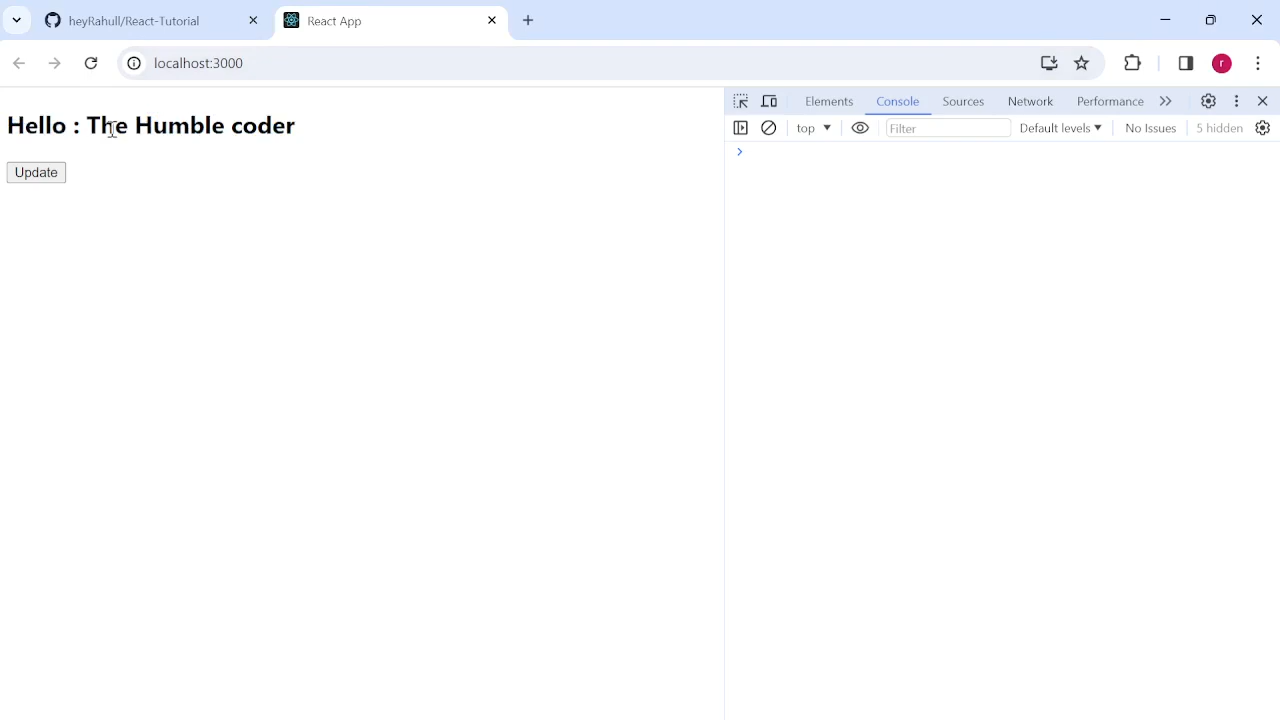 heyRahull/React-Tutorial
React App
localhost:3000
r
Hello : The Humble coder
Update
Elements Console Sources Network Performance
top Filter Default levels No Issues 5 hidden